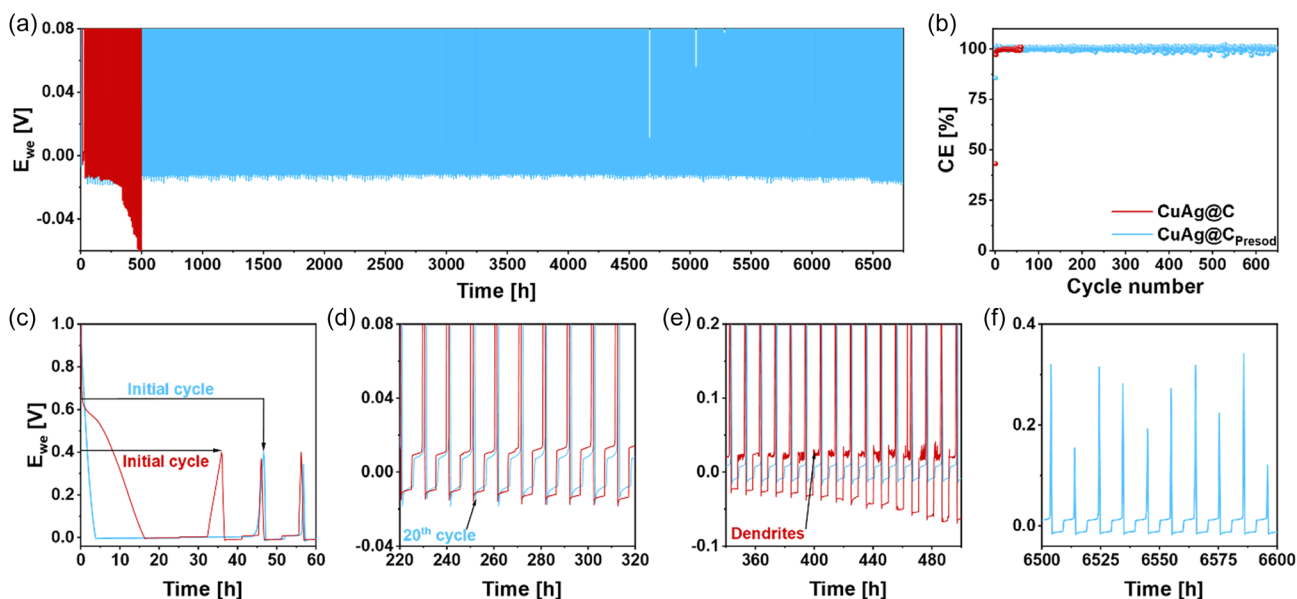 (a)
0.08
0.04
0.00
-0.04
E_we [V]
0 500 1000 1500 2000 2500 3000 3500 4000 4500 5000 5500 6000 6500
Time [h]
(b)
100
75
50
25
0
CE [%]
CuAg@C
CuAg@C_Presod
0 100 200 300 400 500 600
Cycle number
(c)
1.0
0.8
0.6
0.4
0.2
0.0
E_we [V]
Initial cycle
Initial cycle
0 10 20 30 40 50 60
Time [h]
(d)
0.08
0.04
0.00
-0.04
20th cycle
220 240 260 280 300 320
Time [h]
(e)
0.2
0.1
0.0
-0.1
Dendrites
360 380 400 420 440 460 480
Time [h]
(f)
0.4
0.2
0.0
6500 6525 6550 6575 6600
Time [h]